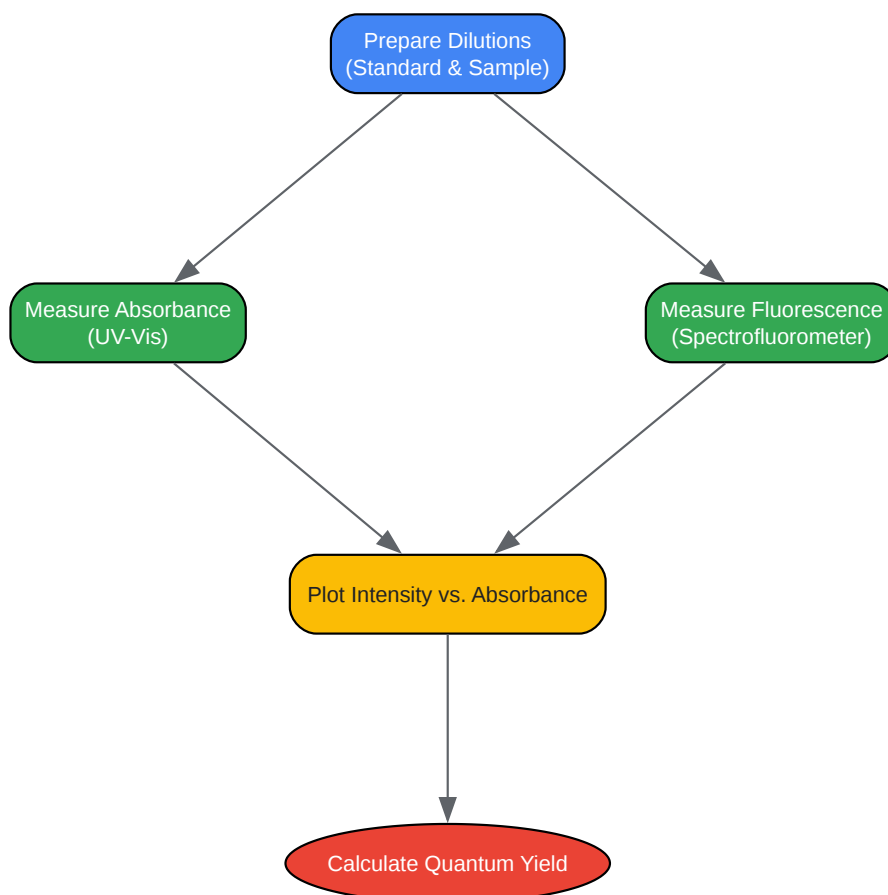 Prepare Dilutions
(Standard & Sample)
Measure Absorbance
(UV-Vis)
Measure Fluorescence
(Spectrofluorometer)
Plot Intensity vs. Absorbance
Calculate Quantum Yield